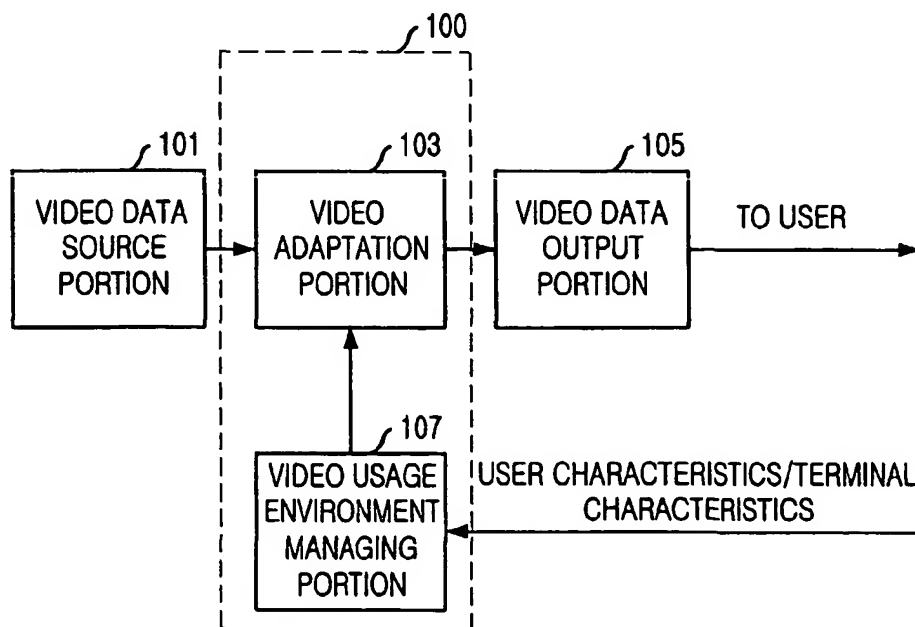 100
101
VIDEO DATA
SOURCE
PORTION
103
VIDEO
ADAPTATION
PORTION
105
VIDEO DATA
OUTPUT
PORTION
TO USER
107
VIDEO USAGE
ENVIRONMENT
MANAGING
PORTION
USER CHARACTERISTICS/TERMINAL
CHARACTERISTICS